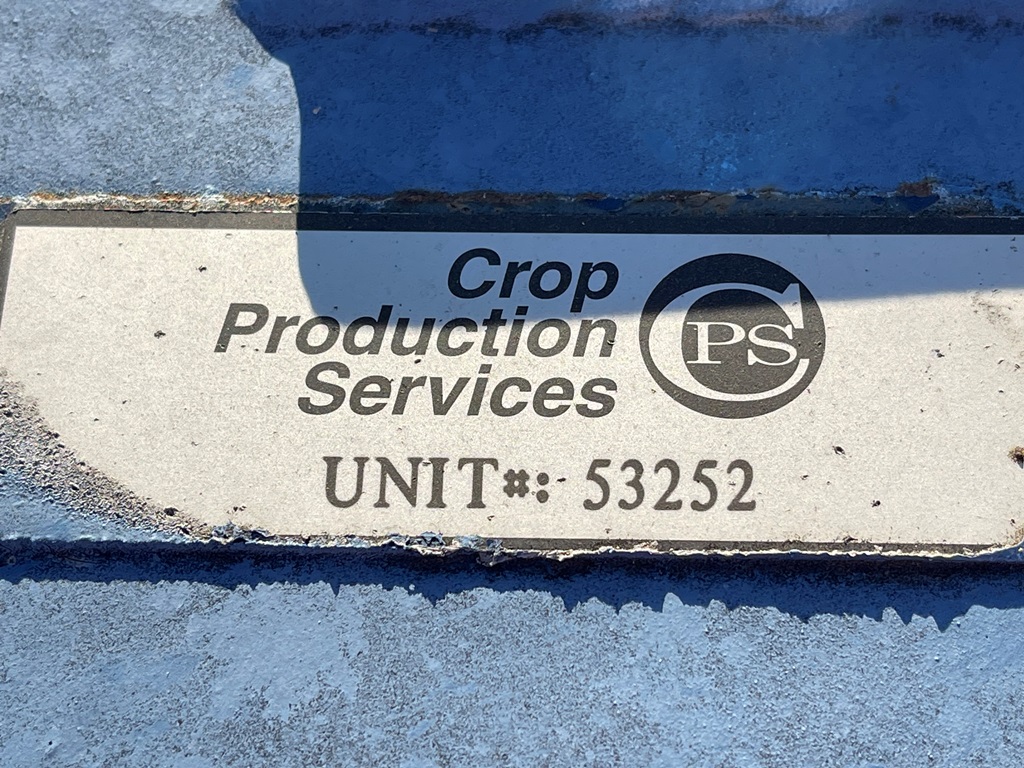 Crop
Production
Services
CPS
UNIT#: 53252